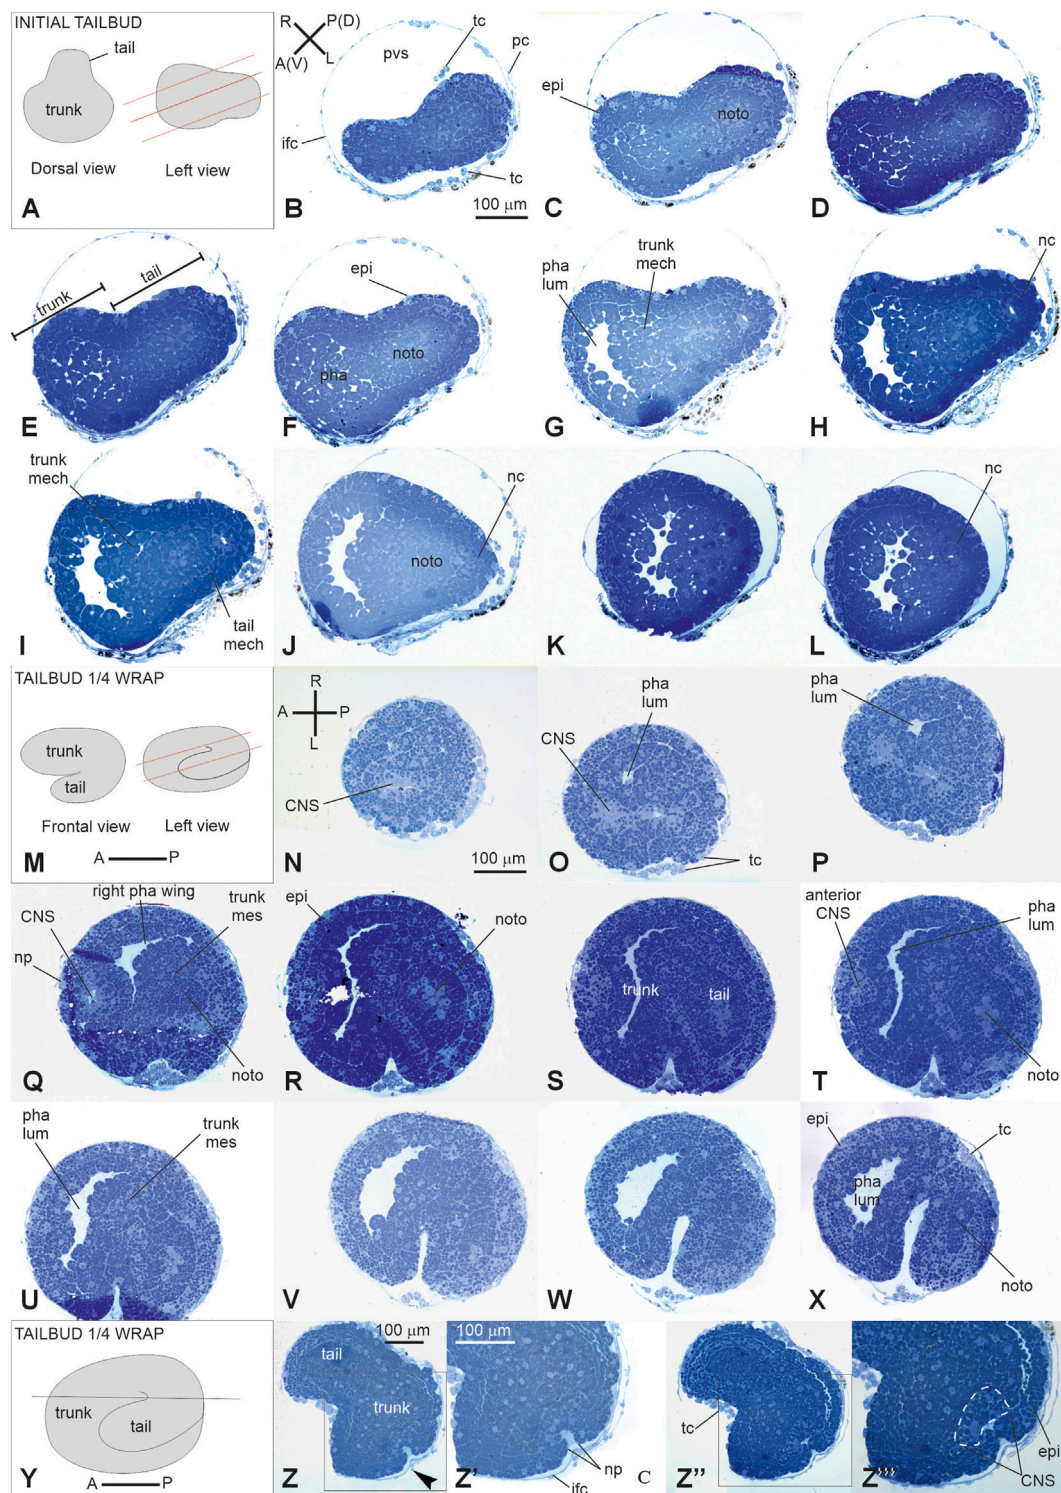 INITIAL TAILBUD
tail
trunk
Dorsal view
Left view
A
R
P(D)
A(V)
L
tc
pvs
pc
ifc
tc
B
100 μm
epi
noto
C
D
trunk
tail
E
epi
noto
pha
F
pha
lum
trunk
mech
G
nc
H
trunk
mech
tail
mech
I
nc
noto
J
K
nc
L
TAILBUD 1/4 WRAP
trunk
tail
Frontal view
Left view
M
A
P
R
A
P
L
CNS
N
100 μm
pha
lum
CNS
O
tc
pha
lum
P
right pha wing
CNS
trunk
mes
np
Q
noto
epi
noto
R
trunk
tail
S
anterior
CNS
pha
lum
T
noto
pha
lum
trunk
mes
U
V
W
epi
tc
pha
lum
noto
X
TAILBUD 1/4 WRAP
trunk
tail
Y
A
P
100 μm
tail
trunk
Z
100 μm
np
Z'
ifc
C
tc
Z''
epi
Z'''
CNS